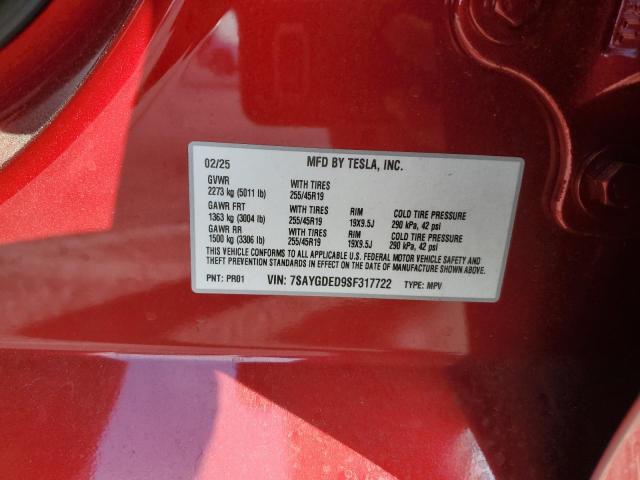 02/25 MFD BY TESLA, INC.
GVWR WITH TIRES
2273 kg (5011 lb) 255/45R19
GAWR FRT WITH TIRES RIM COLD TIRE PRESSURE
1363 kg (3004 lb) 255/45R19 19X9.5J 290 kPa, 42 psi
GAWR RR WITH TIRES RIM COLD TIRE PRESSURE
1500 kg (3306 lb) 255/45R19 19X9.5J 290 kPa, 42 psi
THIS VEHICLE CONFORMS TO ALL APPLICABLE U.S. FEDERAL MOTOR VEHICLE SAFETY AND
THEFT PREVENTION STANDARDS IN EFFECT ON THE DATE OF MANUFACTURE SHOWN ABOVE.
PNT: PR01 VIN: 7SAYGDED9SF317722 TYPE: MPV